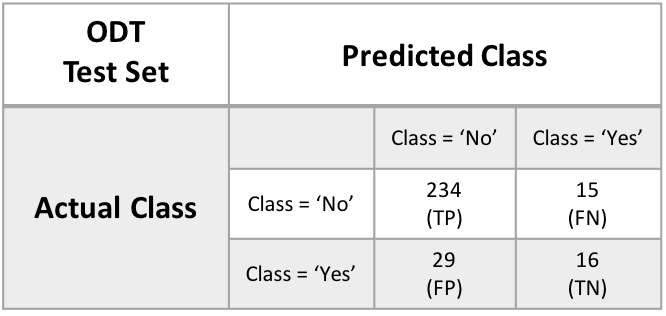 ODT
Test Set
Predicted Class
Actual Class
Class = ‘No’
Class = ‘Yes’
Class = ‘No’
234
(TP)
15
(FN)
Class = ‘Yes’
29
(FP)
16
(TN)